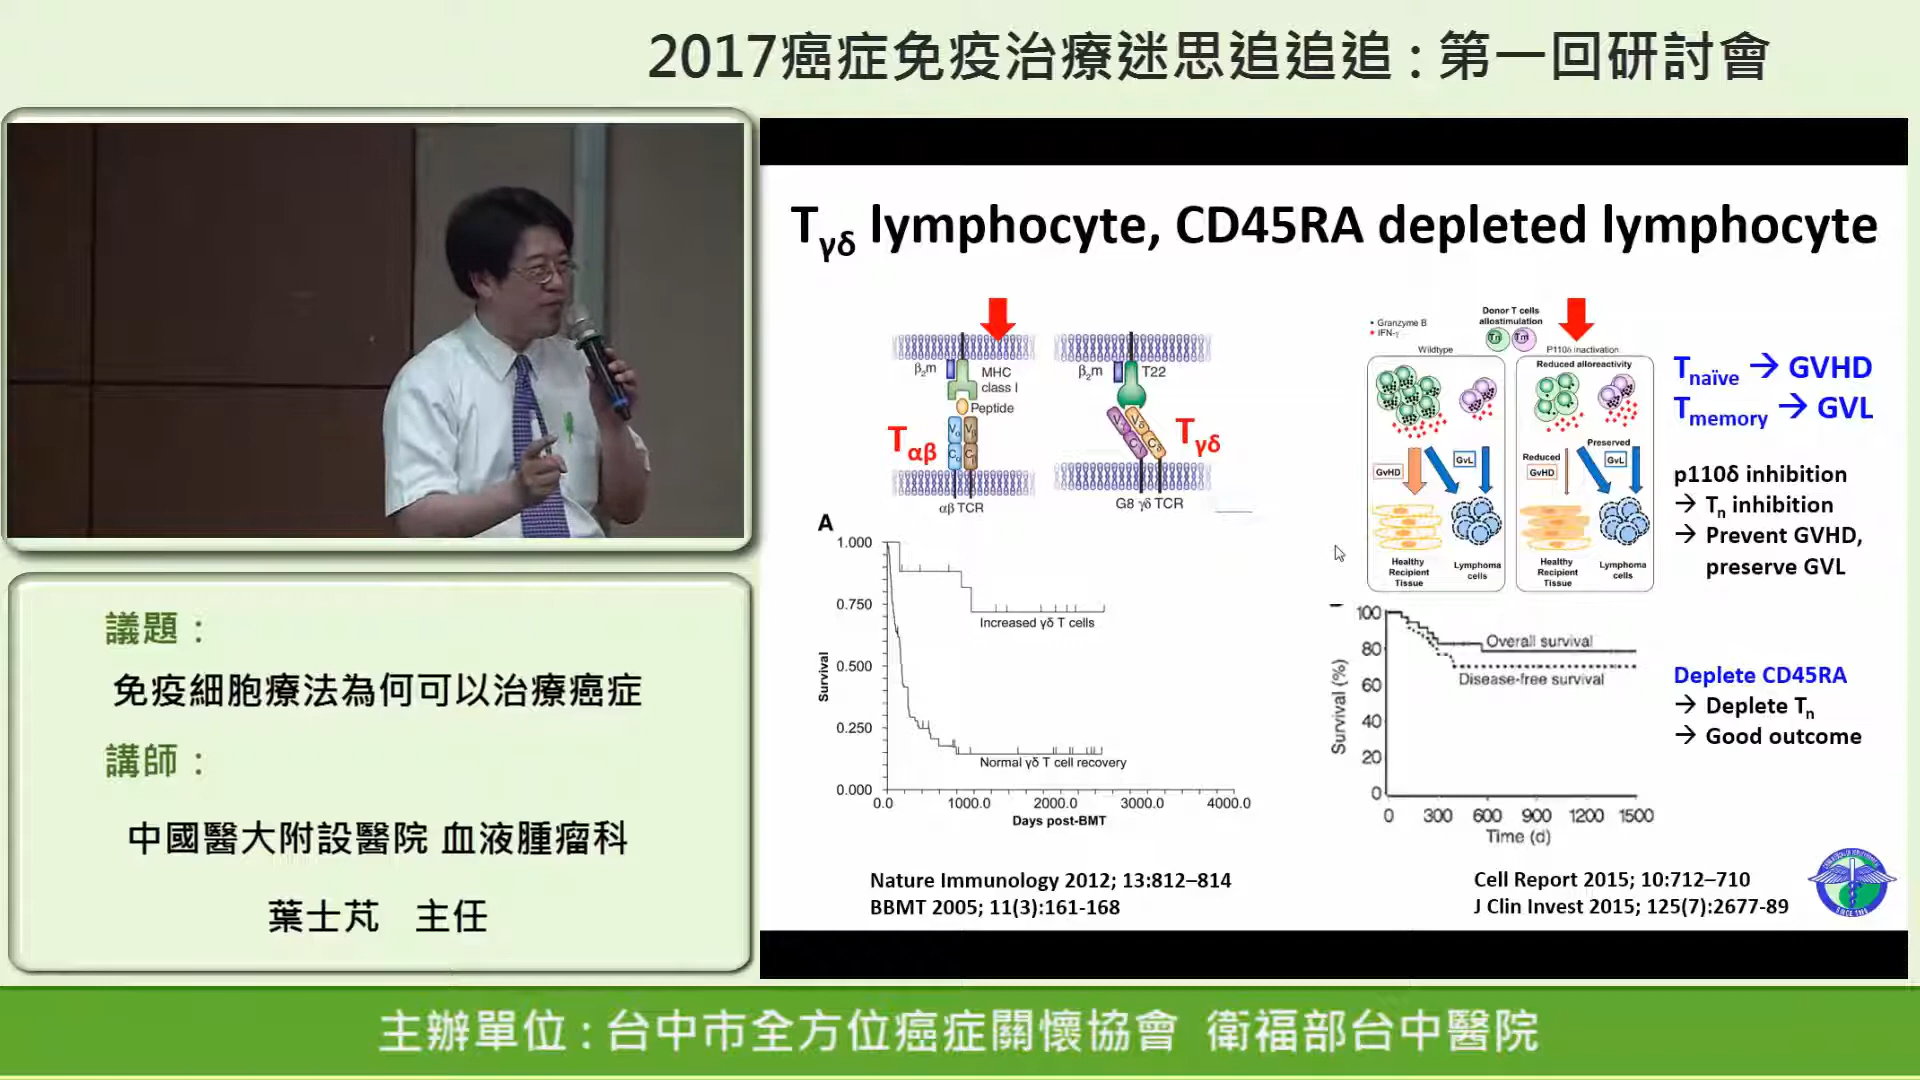 2017癌症免疫治療迷思追追追 : 第一回研討會
議題 :
免疫細胞療法為何可以治療癌症
講師 :
中國醫大附設醫院 血液腫瘤科
葉士芃 主任
Tγδ lymphocyte, CD45RA depleted lymphocyte
β2m
MHC
class I
Peptide
Vα Vβ
Cα Cβ
Tαβ
αβ TCR
β2m
T22
Vγ Vδ
Cγ Cδ
Tγδ
G8 γδ TCR
A
1.000
0.750
0.500
0.250
0.000
Survival
Increased γδ T cells
Normal γδ T cell recovery
0.0 1000.0 2000.0 3000.0 4000.0
Days post-BMT
Nature Immunology 2012; 13:812–814
BBMT 2005; 11(3):161-168
Granzyme B
IFN-γ
Donor T cells
allostimulation
Tn Tm
Wildtype
P110δ inactivation
Reduced alloreactivity
GvHD
GvL
Reduced
GvHD
Preserved
GvL
Healthy
Recipient
Tissue
Lymphoma
cells
Healthy
Recipient
Tissue
Lymphoma
cells
Tnaïve → GVHD
Tmemory → GVL
p110δ inhibition
→ Tn inhibition
→ Prevent GVHD,
preserve GVL
100
80
60
40
20
0
Survival (%)
Overall survival
Disease-free survival
0 300 600 900 1200 1500
Time (d)
Deplete CD45RA
→ Deplete Tn
→ Good outcome
Cell Report 2015; 10:712–710
J Clin Invest 2015; 125(7):2677-89
主辦單位 : 台中市全方位癌症關懷協會 衛福部台中醫院